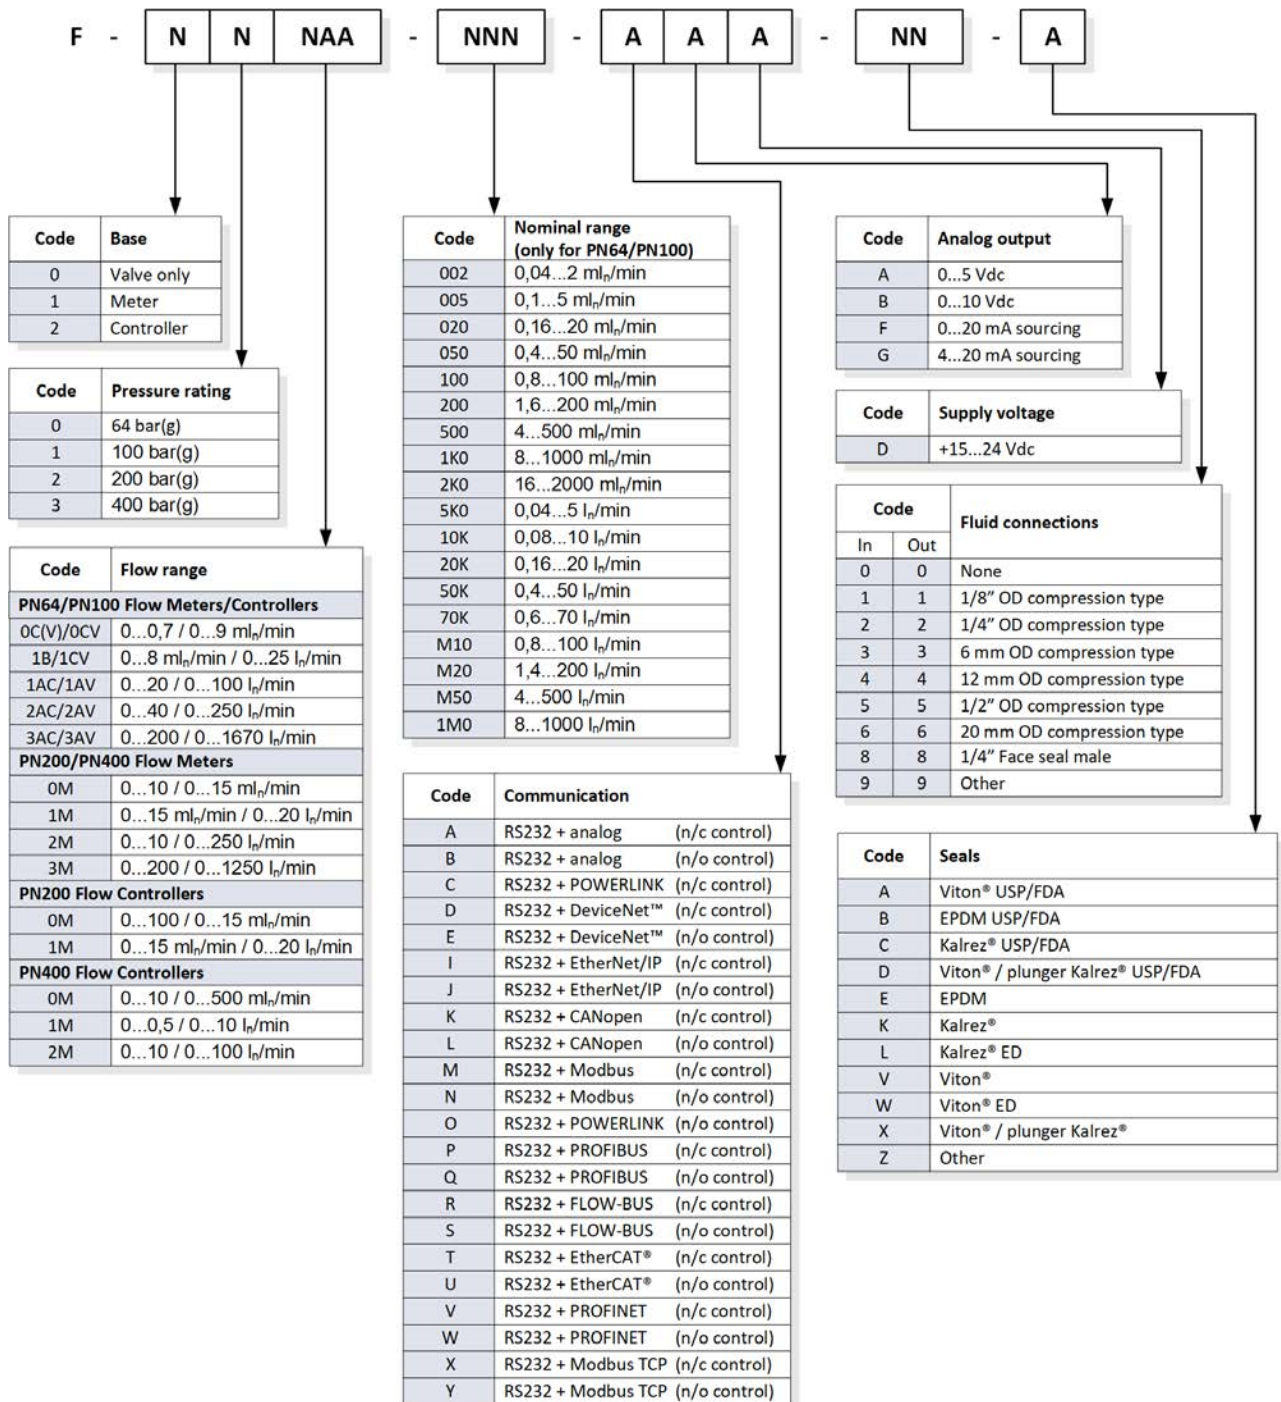 F - N N NAA - NNN - A A A - NN - A
Code Base
0 Valve only
1 Meter
2 Controller
Code Pressure rating
0 64 bar(g)
1 100 bar(g)
2 200 bar(g)
3 400 bar(g)
Code Flow range
PN64/PN100 Flow Meters/Controllers
0C(V)/0CV 0...0,7 / 0...9 mlₙ/min
1B/1CV 0...8 mlₙ/min / 0...25 lₙ/min
1AC/1AV 0...20 / 0...100 lₙ/min
2AC/2AV 0...40 / 0...250 lₙ/min
3AC/3AV 0...200 / 0...1670 lₙ/min
PN200/PN400 Flow Meters
0M 0...10 / 0...15 mlₙ/min
1M 0...15 mlₙ/min / 0...20 lₙ/min
2M 0...10 / 0...250 lₙ/min
3M 0...200 / 0...1250 lₙ/min
PN200 Flow Controllers
0M 0...100 / 0...15 mlₙ/min
1M 0...15 mlₙ/min / 0...20 lₙ/min
PN400 Flow Controllers
0M 0...10 / 0...500 mlₙ/min
1M 0...0,5 / 0...10 lₙ/min
2M 0...10 / 0...100 lₙ/min
Code Nominal range
(only for PN64/PN100)
002 0,04...2 mlₙ/min
005 0,1...5 mlₙ/min
020 0,16...20 mlₙ/min
050 0,4...50 mlₙ/min
100 0,8...100 mlₙ/min
200 1,6...200 mlₙ/min
500 4...500 mlₙ/min
1K0 8...1000 mlₙ/min
2K0 16...2000 mlₙ/min
5K0 0,04...5 lₙ/min
10K 0,08...10 lₙ/min
20K 0,16...20 lₙ/min
50K 0,4...50 lₙ/min
70K 0,6...70 lₙ/min
M10 0,8...100 lₙ/min
M20 1,4...200 lₙ/min
M50 4...500 lₙ/min
1M0 8...1000 lₙ/min
Code Communication
A RS232 + analog (n/c control)
B RS232 + analog (n/o control)
C RS232 + POWERLINK (n/c control)
D RS232 + DeviceNet™ (n/c control)
E RS232 + DeviceNet™ (n/o control)
I RS232 + EtherNet/IP (n/c control)
J RS232 + EtherNet/IP (n/o control)
K RS232 + CANopen (n/c control)
L RS232 + CANopen (n/o control)
M RS232 + Modbus (n/c control)
N RS232 + Modbus (n/o control)
O RS232 + POWERLINK (n/o control)
P RS232 + PROFIBUS (n/c control)
Q RS232 + PROFIBUS (n/o control)
R RS232 + FLOW-BUS (n/c control)
S RS232 + FLOW-BUS (n/o control)
T RS232 + EtherCAT® (n/c control)
U RS232 + EtherCAT® (n/o control)
V RS232 + PROFINET (n/c control)
W RS232 + PROFINET (n/o control)
X RS232 + Modbus TCP (n/c control)
Y RS232 + Modbus TCP (n/o control)
Code Analog output
A 0...5 Vdc
B 0...10 Vdc
F 0...20 mA sourcing
G 4...20 mA sourcing
Code Supply voltage
D +15...24 Vdc
Code Fluid connections
In Out
0 0 None
1 1 1/8" OD compression type
2 2 1/4" OD compression type
3 3 6 mm OD compression type
4 4 12 mm OD compression type
5 5 1/2" OD compression type
6 6 20 mm OD compression type
8 8 1/4" Face seal male
9 9 Other
Code Seals
A Viton® USP/FDA
B EPDM USP/FDA
C Kalrez® USP/FDA
D Viton® / plunger Kalrez® USP/FDA
E EPDM
K Kalrez®
L Kalrez® ED
V Viton®
W Viton® ED
X Viton® / plunger Kalrez®
Z Other